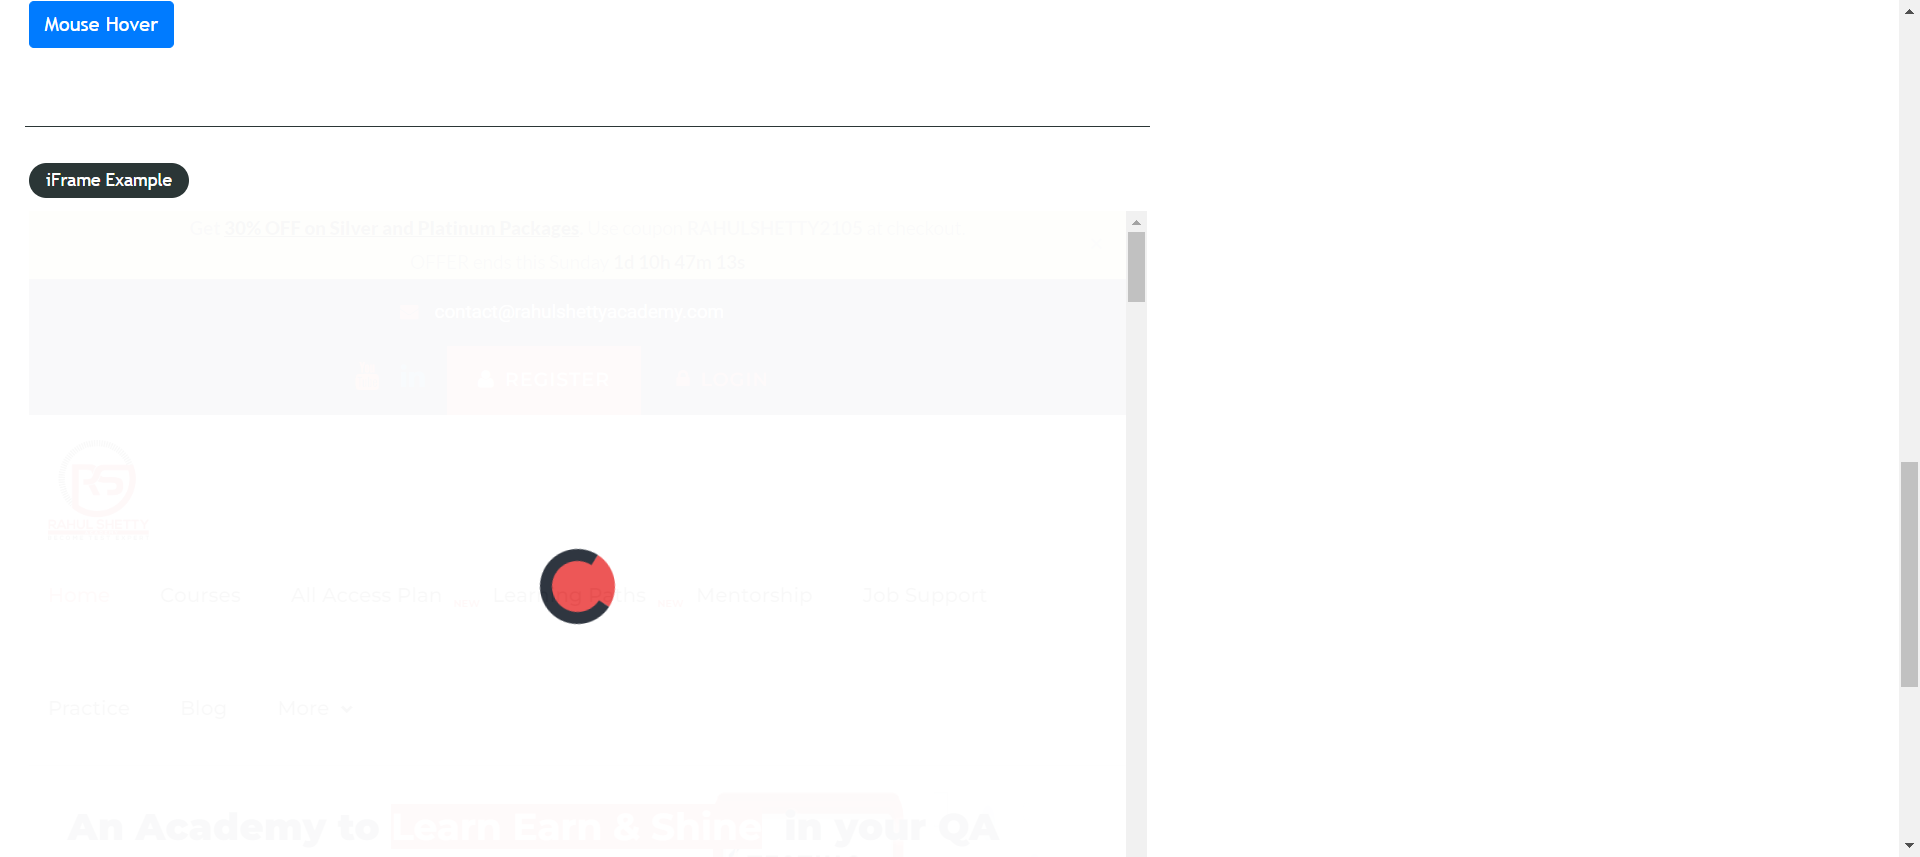 Mouse Hover
iFrame Example
Get 30% OFF on Silver and Platinum Packages. Use coupon RAHULSHETTY2105 at checkout.
OFFER ends this Sunday 1d 10h 47m 13s
contact@rahulshettyacademy.com
REGISTER LOGIN
RS
RAHUL SHETTY
Home Courses All Access Plan NEW Learning Paths NEW Mentorship Job Support
Practice Blog More
An Academy to Learn Earn & Shine in your QA